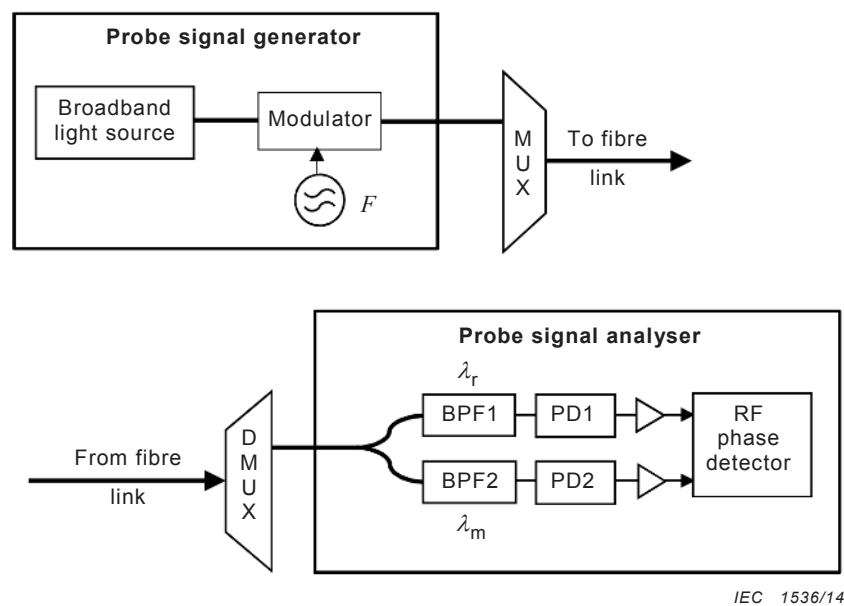 Probe signal generator
Broadband
light source
Modulator
F
M
U
X
To fibre
link
Probe signal analyser
λr
BPF1
PD1
RF
phase
detector
BPF2
PD2
λm
D
M
U
X
From fibre
link
IEC 1536/14